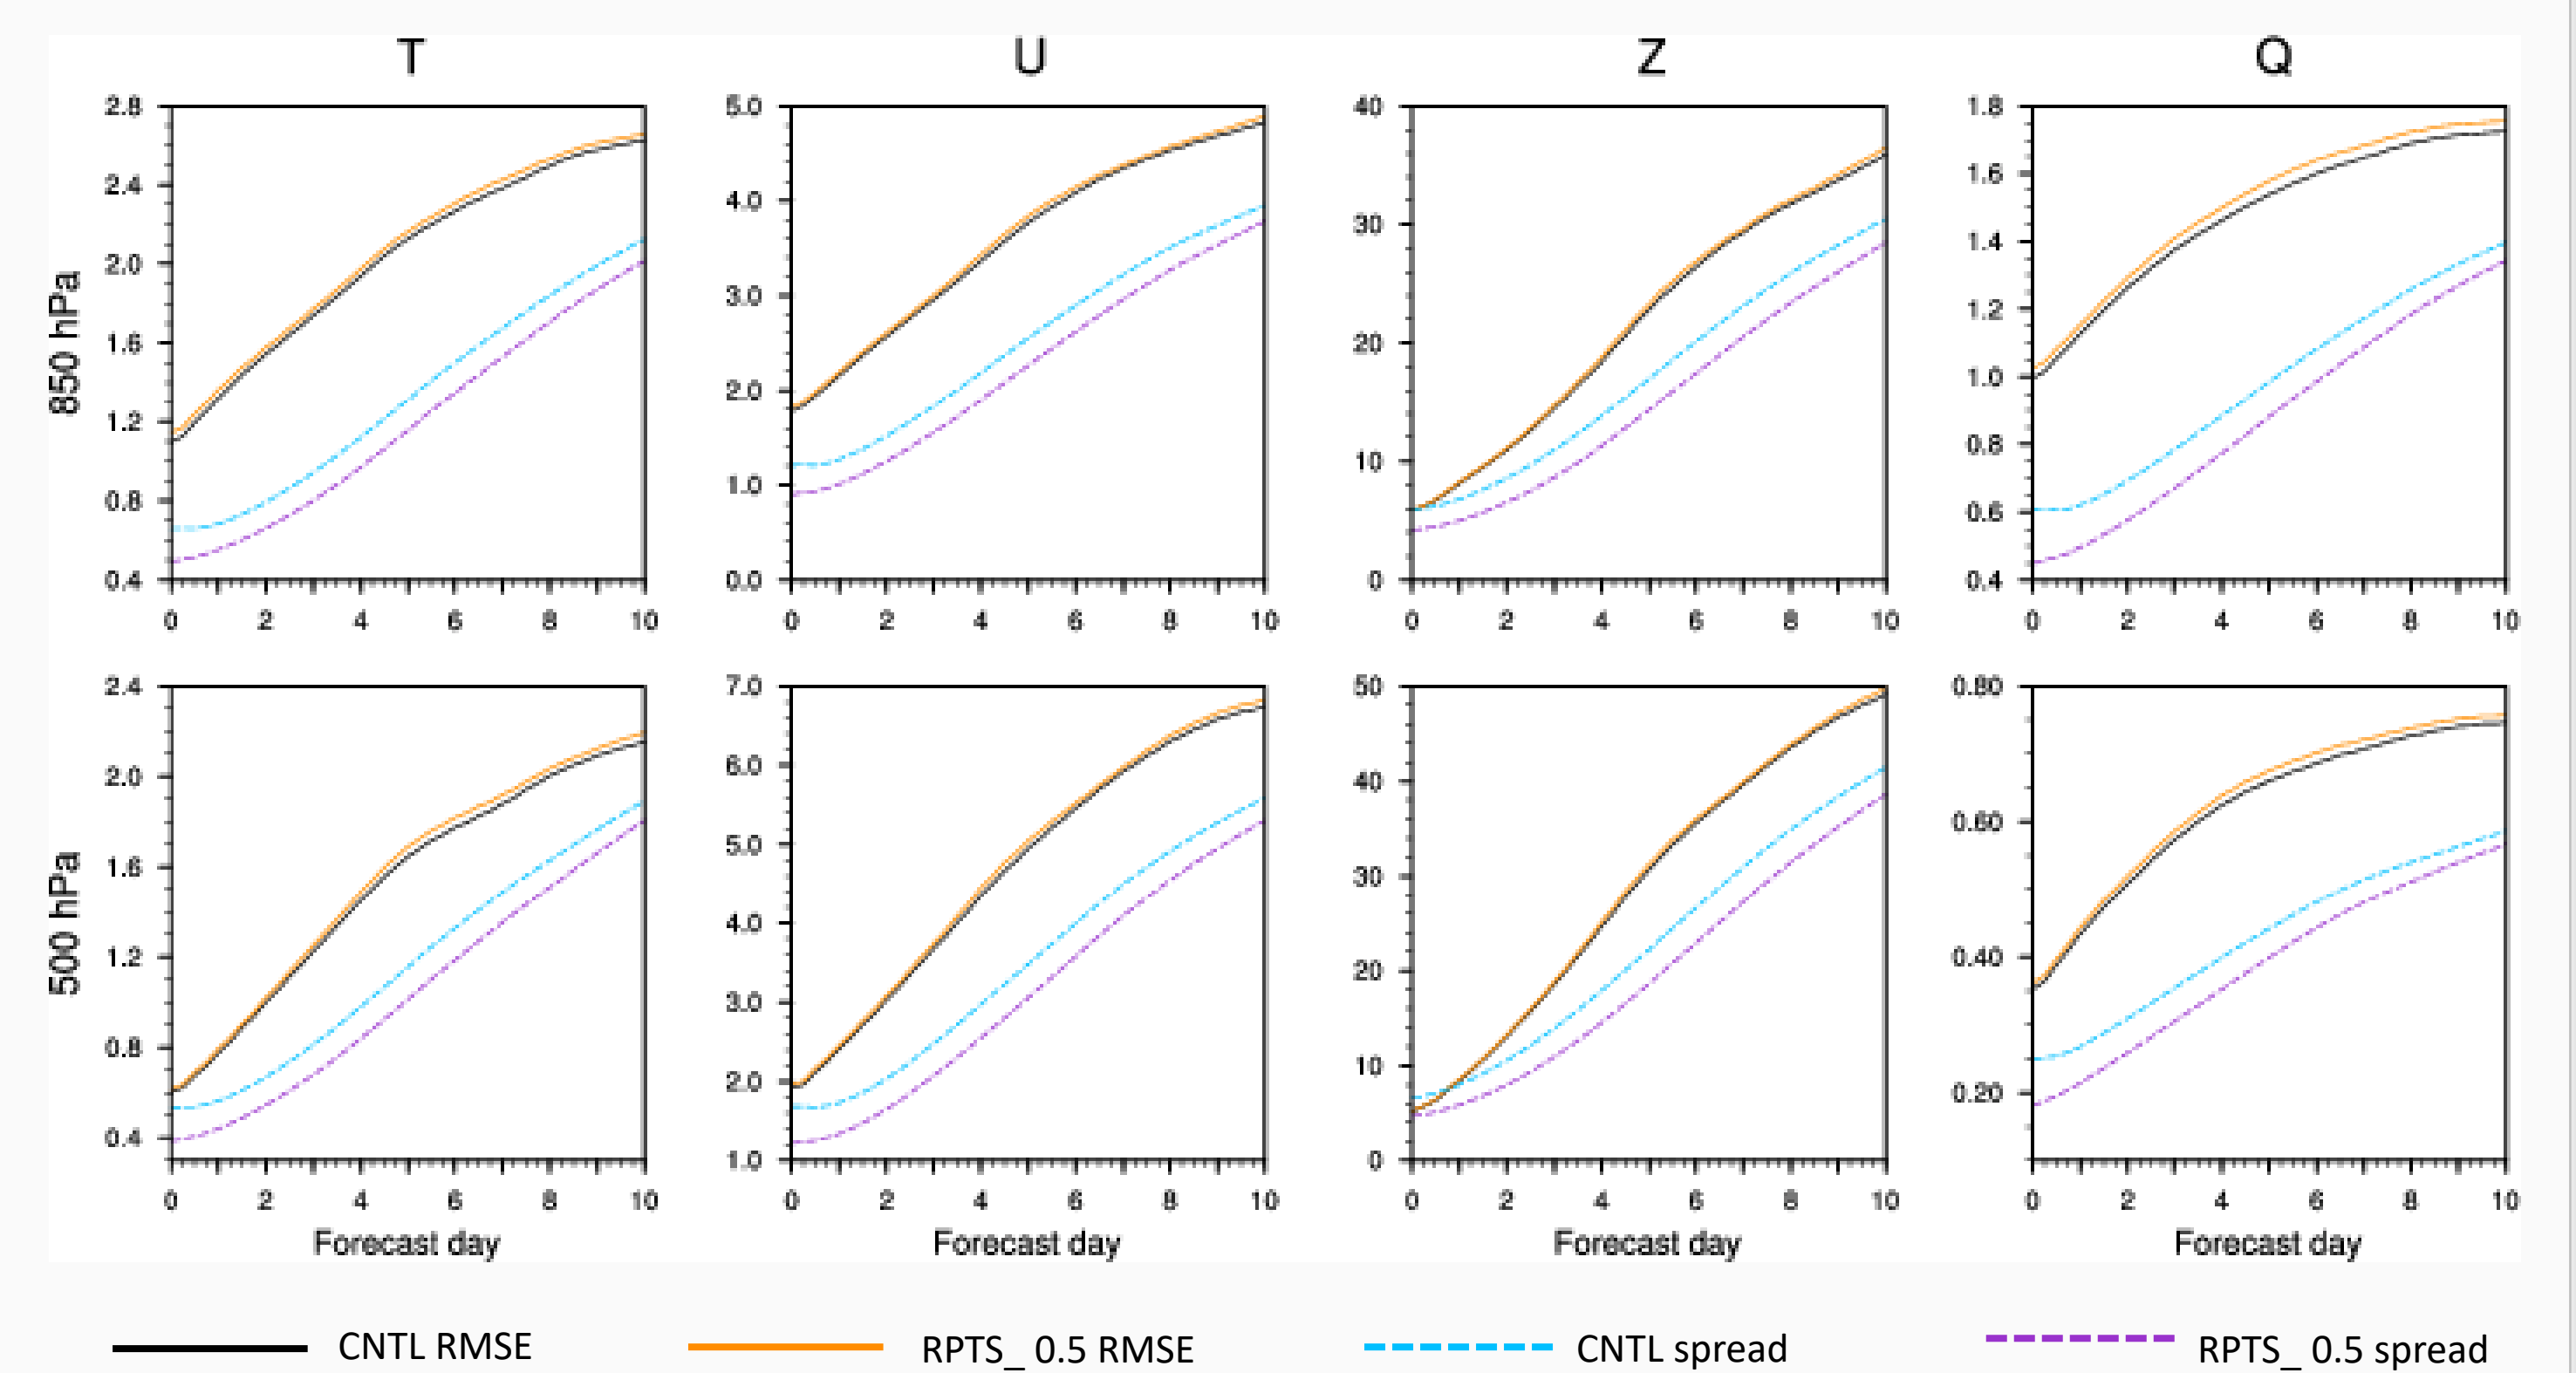 T U Z Q
2.8 5.0 40 1.8
2.4 4.0 30 1.6
2.0 3.0 20 1.4
1.6 2.0 10 1.2
1.2 1.0 0 1.0
0.8 0.0 0.8
0.4 0.6
0.4
850 hPa
0 2 4 6 8 10 0 2 4 6 8 10 0 2 4 6 8 10 0 2 4 6 8 10
2.4 7.0 50 0.80
2.0 6.0 40 0.60
1.6 5.0 30 0.40
1.2 4.0 20 0.20
0.8 3.0 10
0.4 2.0 0
1.0
500 hPa
0 2 4 6 8 10 0 2 4 6 8 10 0 2 4 6 8 10 0 2 4 6 8 10
Forecast day Forecast day Forecast day Forecast day
CNTL RMSE RPTS_ 0.5 RMSE CNTL spread RPTS_ 0.5 spread